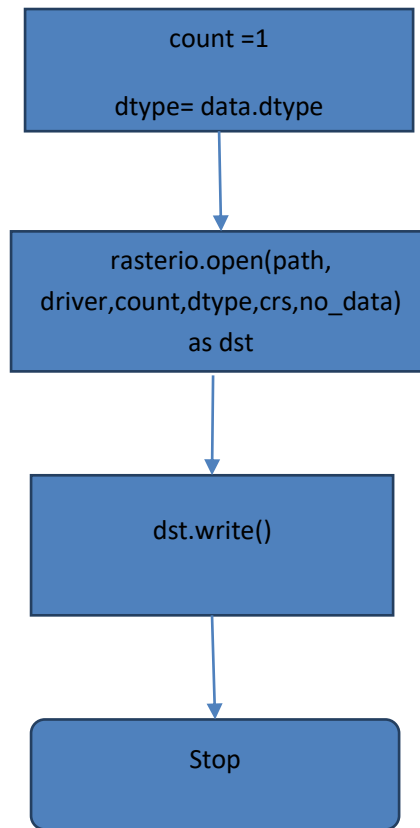 count =1
dtype= data.dtype
rasterio.open(path,
driver,count,dtype,crs,no_data)
as dst
dst.write()
Stop